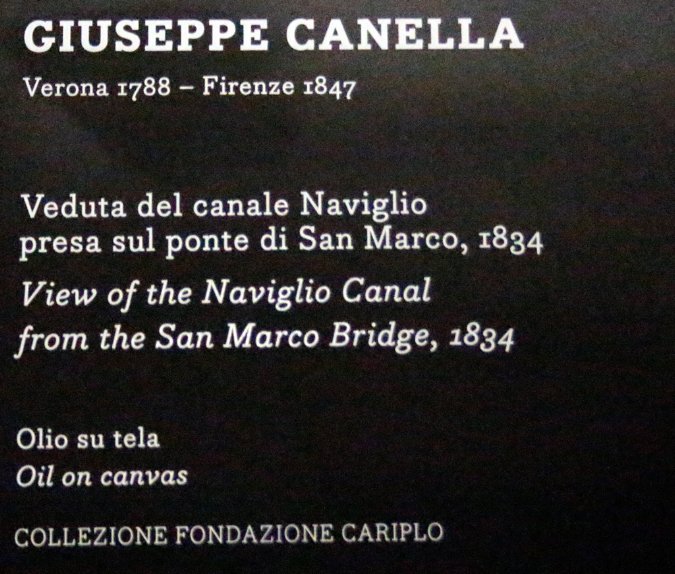 GIUSEPPE CANELLA
Verona 1788 – Firenze 1847
Veduta del canale Naviglio
presa sul ponte di San Marco, 1834
View of the Naviglio Canal
from the San Marco Bridge, 1834
Olio su tela
Oil on canvas
COLLEZIONE FONDAZIONE CARIPLO